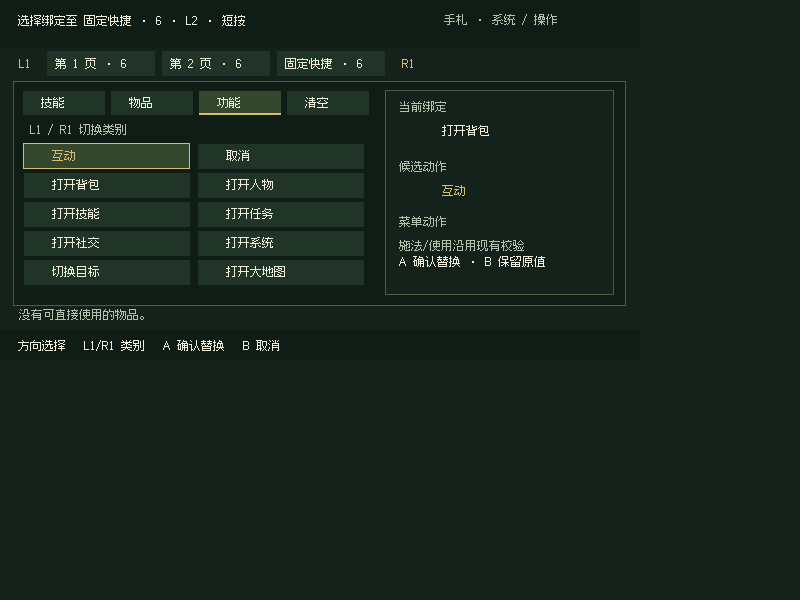 选择绑定至 固定快捷 · 6 · L2 · 短按
手札 · 系统 / 操作
L1 第 1 页 · 6 第 2 页 · 6 固定快捷 · 6 R1
技能 物品 功能 清空
L1 / R1 切换类别
互动 取消
打开背包 打开人物
打开技能 打开任务
打开社交 打开系统
切换目标 打开大地图
当前绑定
打开背包
候选动作
互动
菜单动作
施法/使用沿用现有校验
A 确认替换 · B 保留原值
没有可直接使用的物品。
方向选择 L1/R1 类别 A 确认替换 B 取消